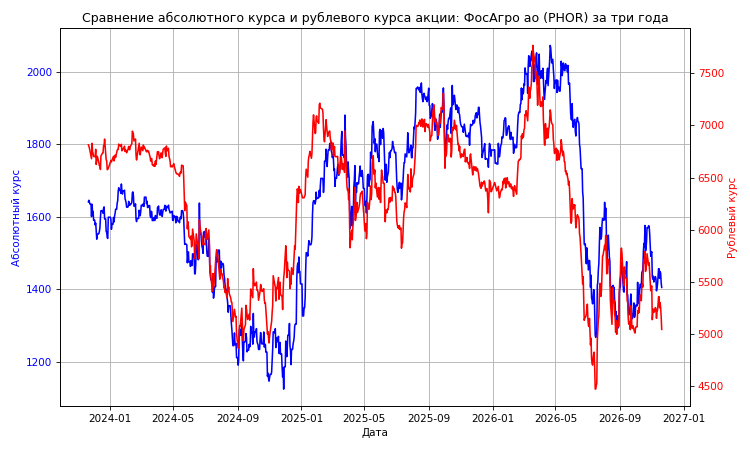 Сравнение абсолютного курса и рублевого курса акции: ФосАгро ао (PHOR) за три года
2000
1800
1600
1400
1200
Абсолютный курс
7500
7000
6500
6000
5500
5000
4500
Рублевый курс
2024-01 2024-05 2024-09 2025-01 2025-05 2025-09 2026-01 2026-05 2026-09 2027-01
Дата